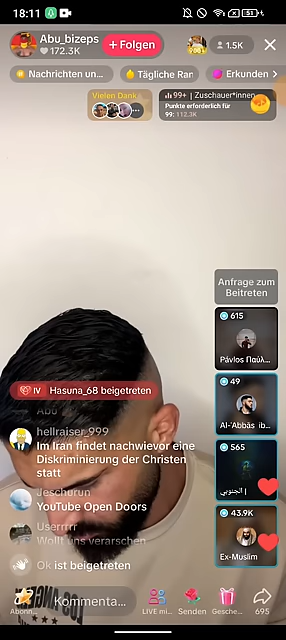 18:11
Abu_bizeps
172.3K
+ Folgen
1.5K
Nachrichten un...
Tägliche Ran
Erkunden >
Vielen Dank
99+ | Zuschauer*innen
Punkte erforderlich für
99: 112.3K
Anfrage zum
Beitreten
615
Pávlos Παύλ...
49
Al-'Abbās ib...
565
الجنوبي |
43.9K
Ex-Muslim
IV Hasuna_68 beigetreten
Abu
hellraiser_999
Im Iran findet nachwievor eine
Diskriminierung der Christen
statt
Jeschurun
YouTube Open Doors
Userrrrr
Wollt uns verarschen
Ok ist beigetreten
Abonn...
Kommenta...
LIVE mi...
Senden
Gesche...
695